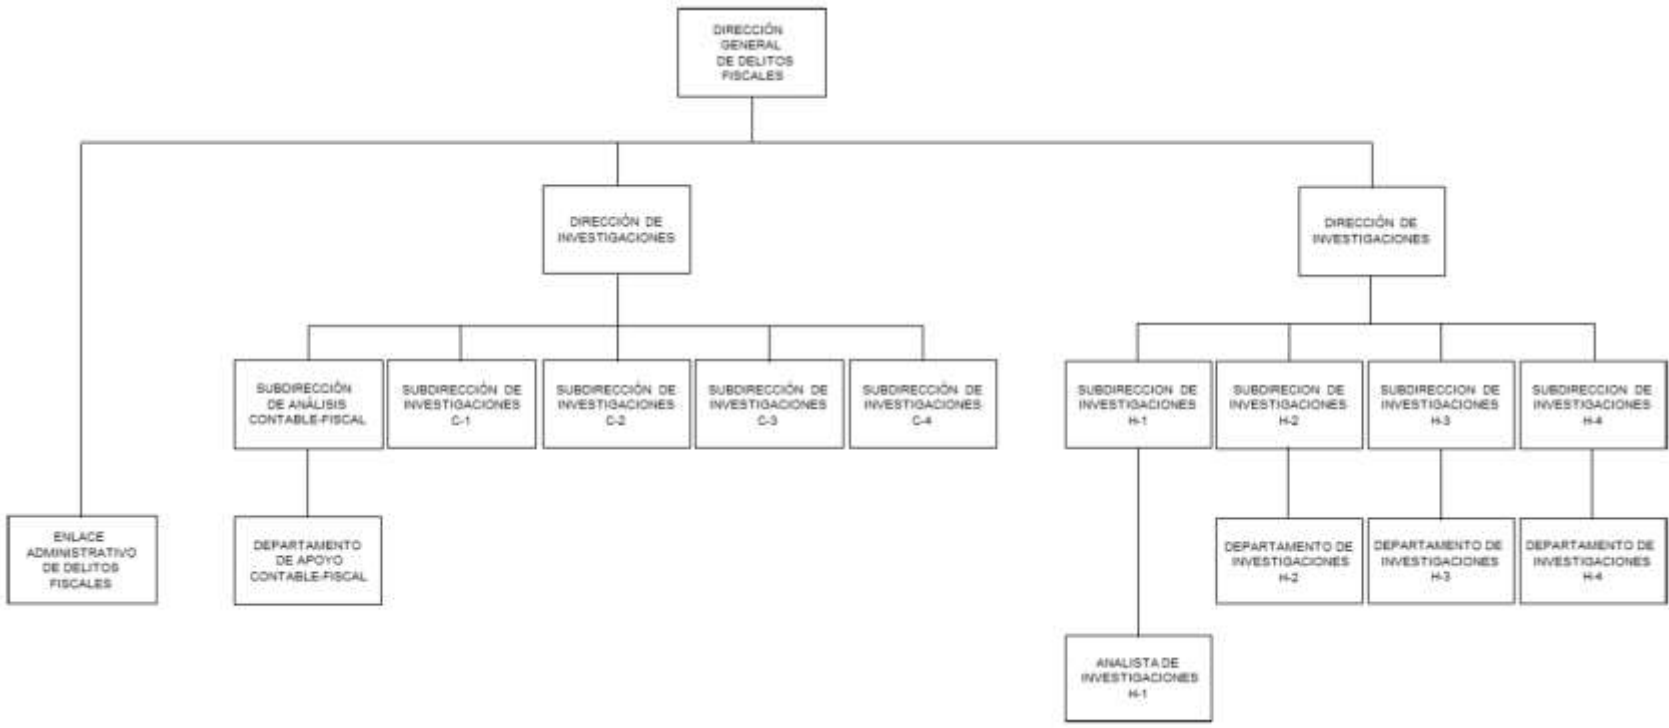 DIRECCIÓN
GENERAL
DE DELITOS
FISCALES
DIRECCIÓN DE
INVESTIGACIONES
DIRECCIÓN DE
INVESTIGACIONES
SUBDIRECCIÓN
DE ANÁLISIS
CONTABLE-FISCAL
SUBDIRECCIÓN DE
INVESTIGACIONES
C-1
SUBDIRECCIÓN DE
INVESTIGACIONES
C-2
SUBDIRECCIÓN DE
INVESTIGACIONES
C-3
SUBDIRECCIÓN DE
INVESTIGACIONES
C-4
SUBDIRECCION DE
INVESTIGACIONES
H-1
SUBDIRECION DE
INVESTIGACIONES
H-2
SUBDIRECCION DE
INVESTIGACIONES
H-3
SUBDIRECCION DE
INVESTIGACIONES
H-4
ENLACE
ADMINISTRATIVO
DE DELITOS
FISCALES
DEPARTAMENTO
DE APOYO
CONTABLE-FISCAL
DEPARTAMENTO DE
INVESTIGACIONES
H-2
DEPARTAMENTO DE
INVESTIGACIONES
H-3
DEPARTAMENTO DE
INVESTIGACIONES
H-4
ANALISTA DE
INVESTIGACIONES
H-1